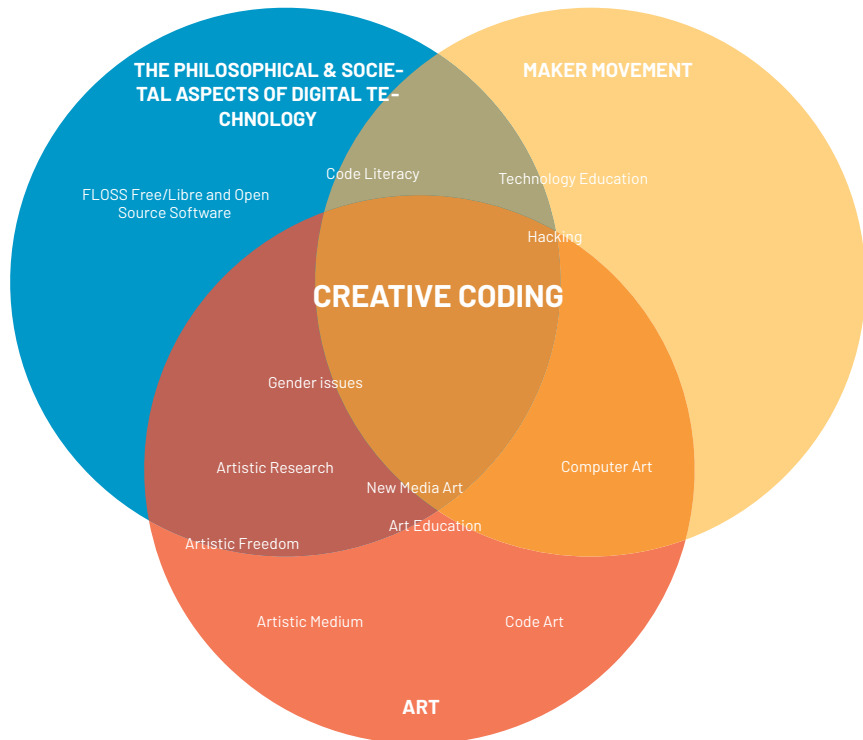 THE PHILOSOPHICAL & SOCIE-
TAL ASPECTS OF DIGITAL TE-
CHNOLOGY
MAKER MOVEMENT
Code Literacy
Technology Education
FLOSS Free/Libre and Open
Source Software
Hacking
CREATIVE CODING
Gender issues
Artistic Research
Computer Art
New Media Art
Art Education
Artistic Freedom
Artistic Medium
Code Art
ART